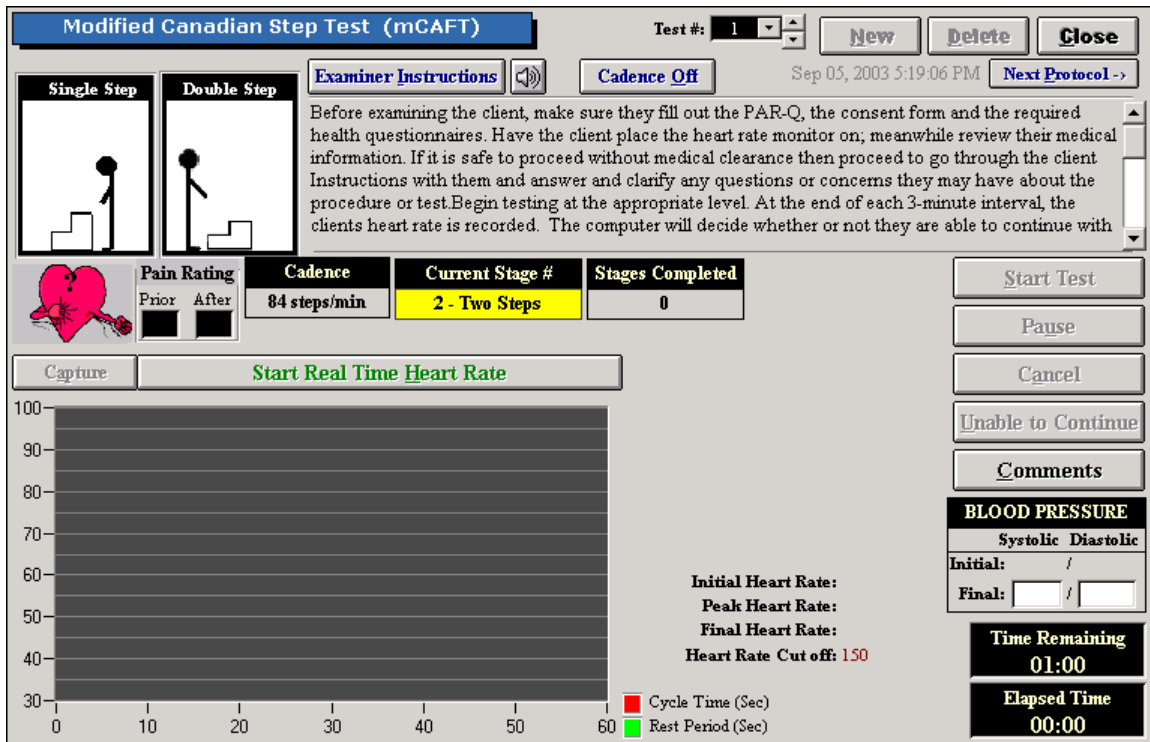 Modified Canadian Step Test (mCAFT)
Test #: 1
New
Delete
Close
Single Step
Double Step
Examiner Instructions
Cadence Off
Sep 05, 2003 5:19:06 PM
Next Protocol ->
Before examining the client, make sure they fill out the PAR-Q, the consent form and the required
health questionnaires. Have the client place the heart rate monitor on; meanwhile review their medical
information. If it is safe to proceed without medical clearance then proceed to go through the client
Instructions with them and answer and clarify any questions or concerns they may have about the
procedure or test.Begin testing at the appropriate level. At the end of each 3-minute interval, the
clients heart rate is recorded. The computer will decide whether or not they are able to continue with
?
Pain Rating
Prior After
Cadence
84 steps/min
Current Stage #
2 - Two Steps
Stages Completed
0
Start Test
Pause
Cancel
Unable to Continue
Comments
Capture
Start Real Time Heart Rate
100
90
80
70
60
50
40
30
0 10 20 30 40 50 60
Initial Heart Rate:
Peak Heart Rate:
Final Heart Rate:
Heart Rate Cut off: 150
Cycle Time (Sec)
Rest Period (Sec)
BLOOD PRESSURE
Systolic Diastolic
Initial: /
Final: /
Time Remaining
01:00
Elapsed Time
00:00